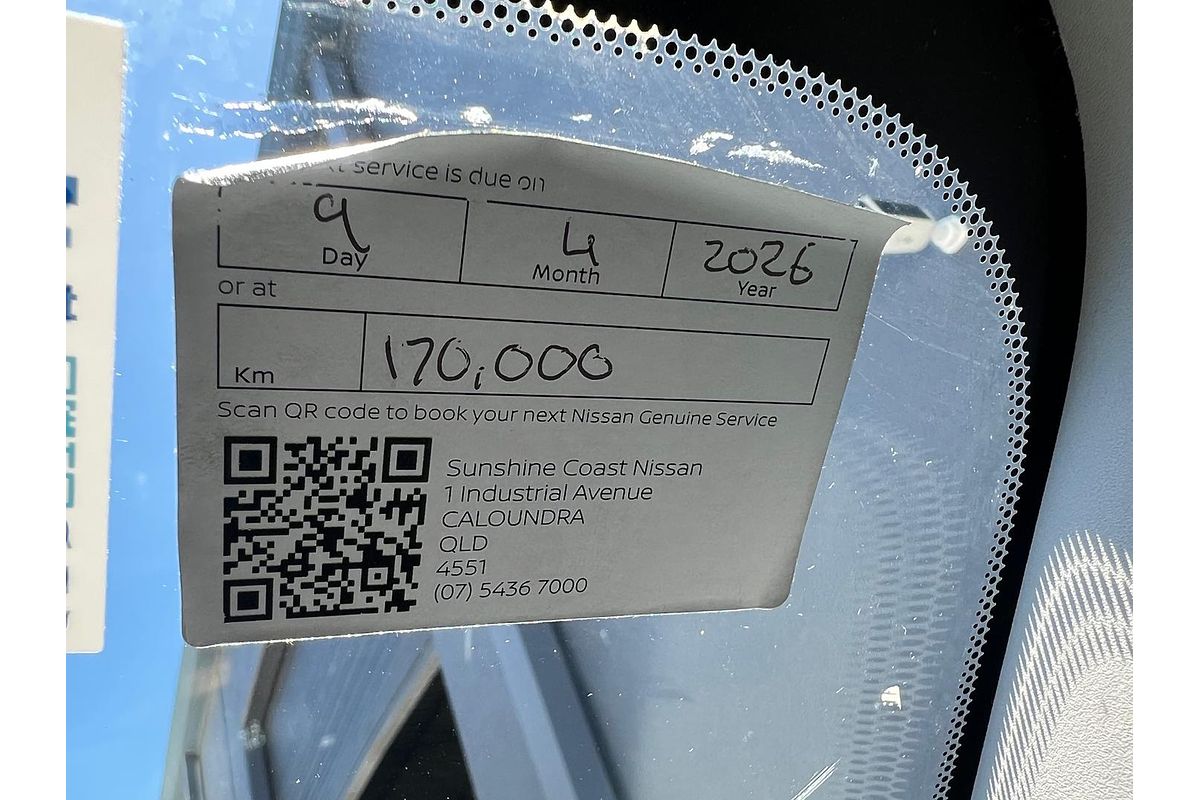 service is due on
9 4 2026
Day Month Year
or at
Km 170,000
Scan QR code to book your next Nissan Genuine Service
Sunshine Coast Nissan
1 Industrial Avenue
CALOUNDRA
QLD
4551
(07) 5436 7000